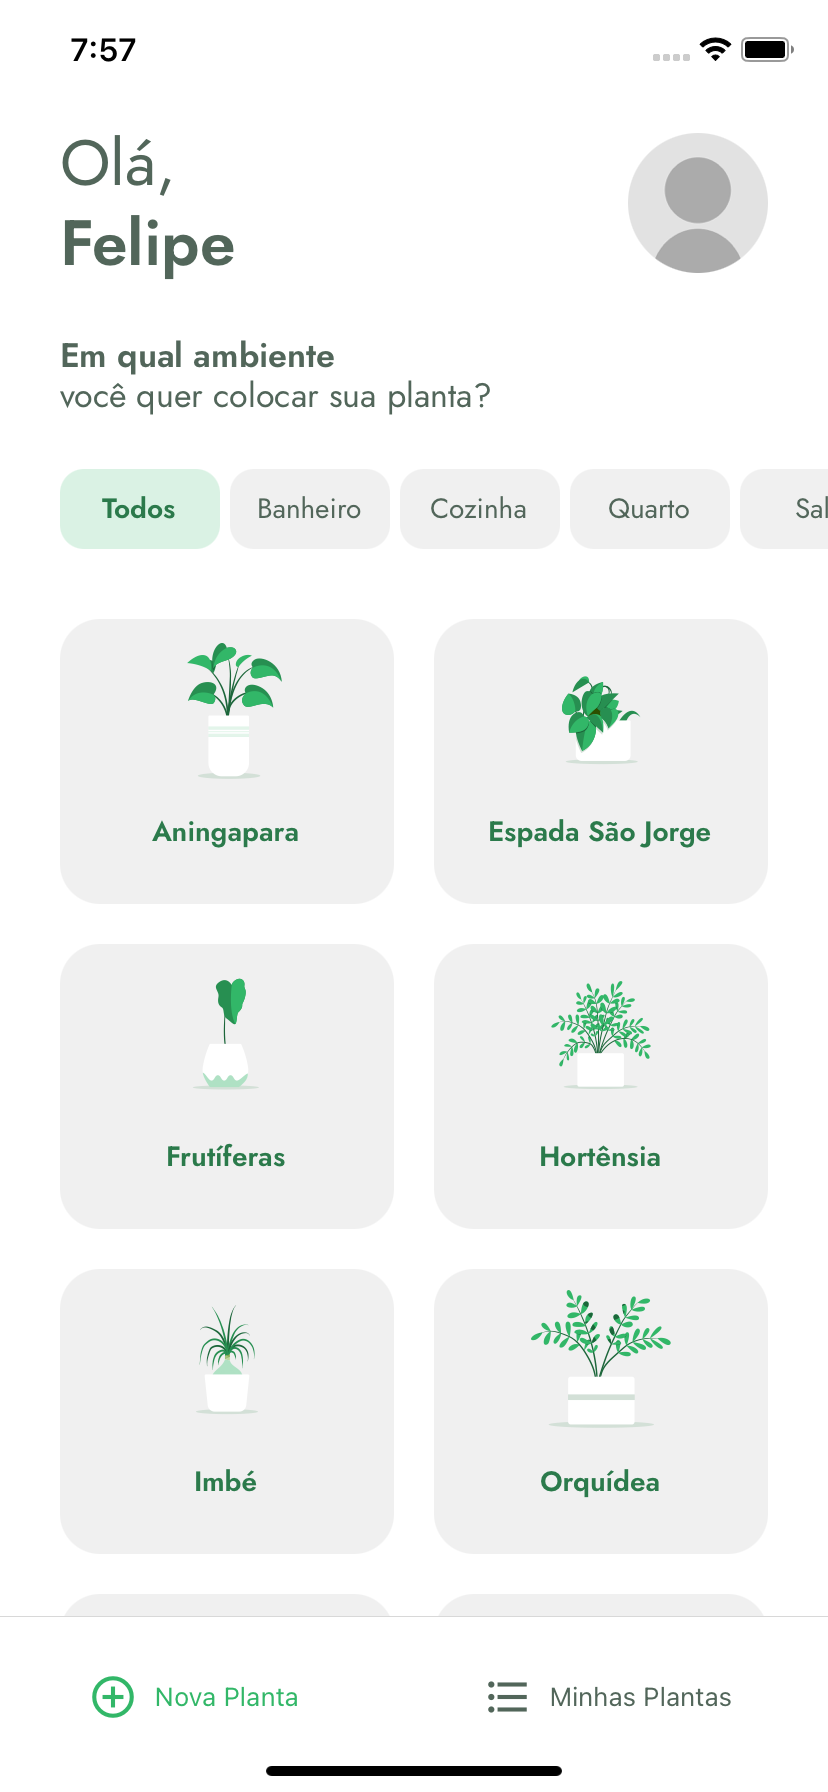 7:57
Olá,
Felipe
Em qual ambiente
você quer colocar sua planta?
Todos
Banheiro
Cozinha
Quarto
Sal
Aningapara
Espada São Jorge
Frutíferas
Hortênsia
Imbé
Orquídea
Nova Planta
Minhas Plantas